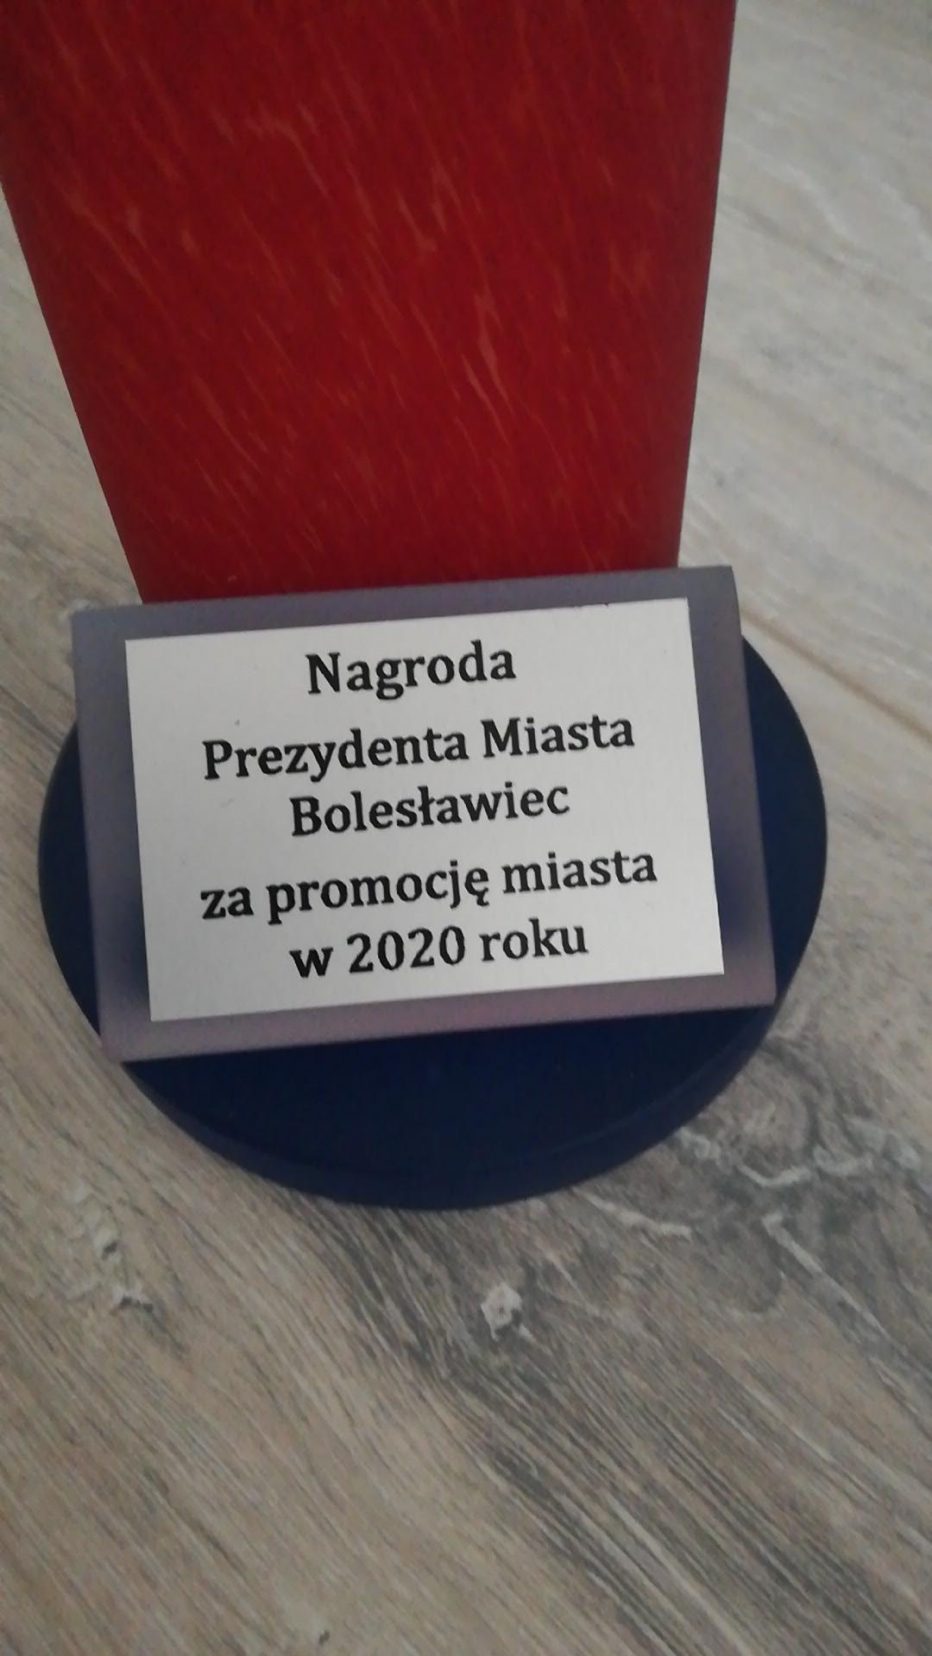 Nagroda
Prezydenta Miasta
Bolesławiec
za promocję miasta
w 2020 roku